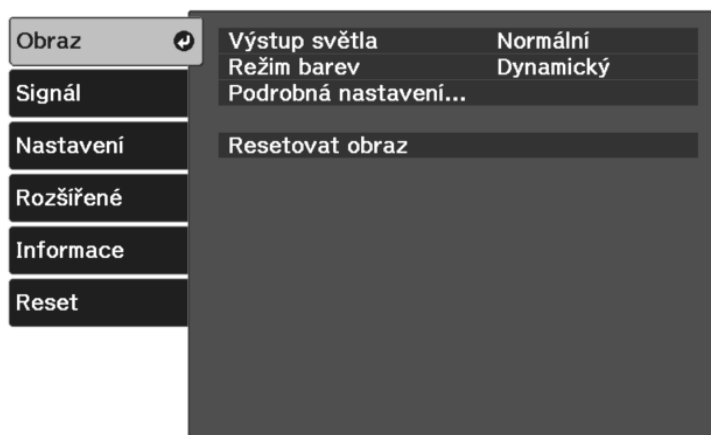 Obraz
Signál
Nastavení
Rozšířené
Informace
Reset
Výstup světla Normální
Režim barev Dynamický
Podrobná nastavení...
Resetovat obraz